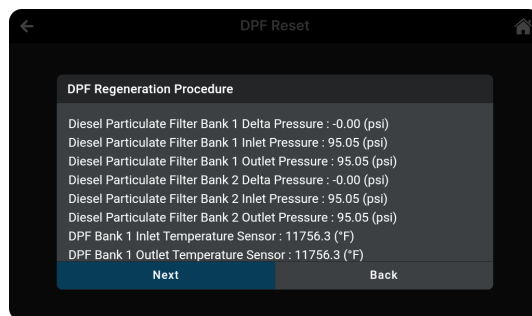 DPF Reset
DPF Regeneration Procedure
Diesel Particulate Filter Bank 1 Delta Pressure : -0.00 (psi)
Diesel Particulate Filter Bank 1 Inlet Pressure : 95.05 (psi)
Diesel Particulate Filter Bank 1 Outlet Pressure : 95.05 (psi)
Diesel Particulate Filter Bank 2 Delta Pressure : -0.00 (psi)
Diesel Particulate Filter Bank 2 Inlet Pressure : 95.05 (psi)
Diesel Particulate Filter Bank 2 Outlet Pressure : 95.05 (psi)
DPF Bank 1 Inlet Temperature Sensor : 11756.3 (°F)
DPF Bank 1 Outlet Temperature Sensor : 11756.3 (°F)
Next Back